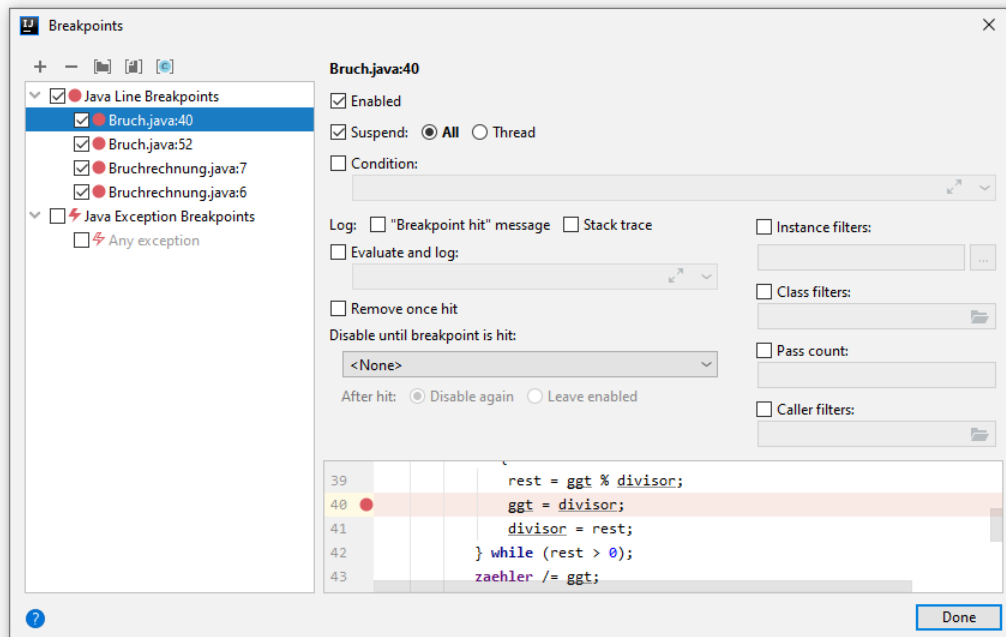 Breakpoints
Java Line Breakpoints
Bruch.java:40
Bruch.java:52
Bruchrechnung.java:7
Bruchrechnung.java:6
Java Exception Breakpoints
Any exception
Bruch.java:40
Enabled
Suspend: All Thread
Condition:
Log: "Breakpoint hit" message Stack trace
Evaluate and log:
Remove once hit
Disable until breakpoint is hit:
<None>
After hit: Disable again Leave enabled
Instance filters:
...
Class filters:
Pass count:
Caller filters:
39 rest = ggt % divisor;
40 ggt = divisor;
41 divisor = rest;
42 } while (rest > 0);
43 zaehler /= ggt;
? Done